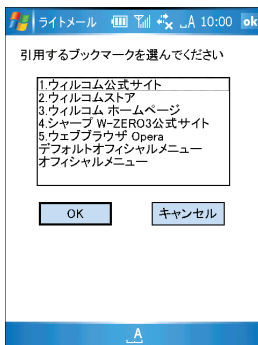 ライトメール A 10:00 ok
引用するブックマークを選んでください
1.ウィルコム公式サイト
2.ウィルコムストア
3.ウィルコム ホームページ
4.シャープ W-ZERO3公式サイト
5.ウェブブラウザ Opera
デフォルトオフィシャルメニュー
オフィシャルメニュー
OK キャンセル
A